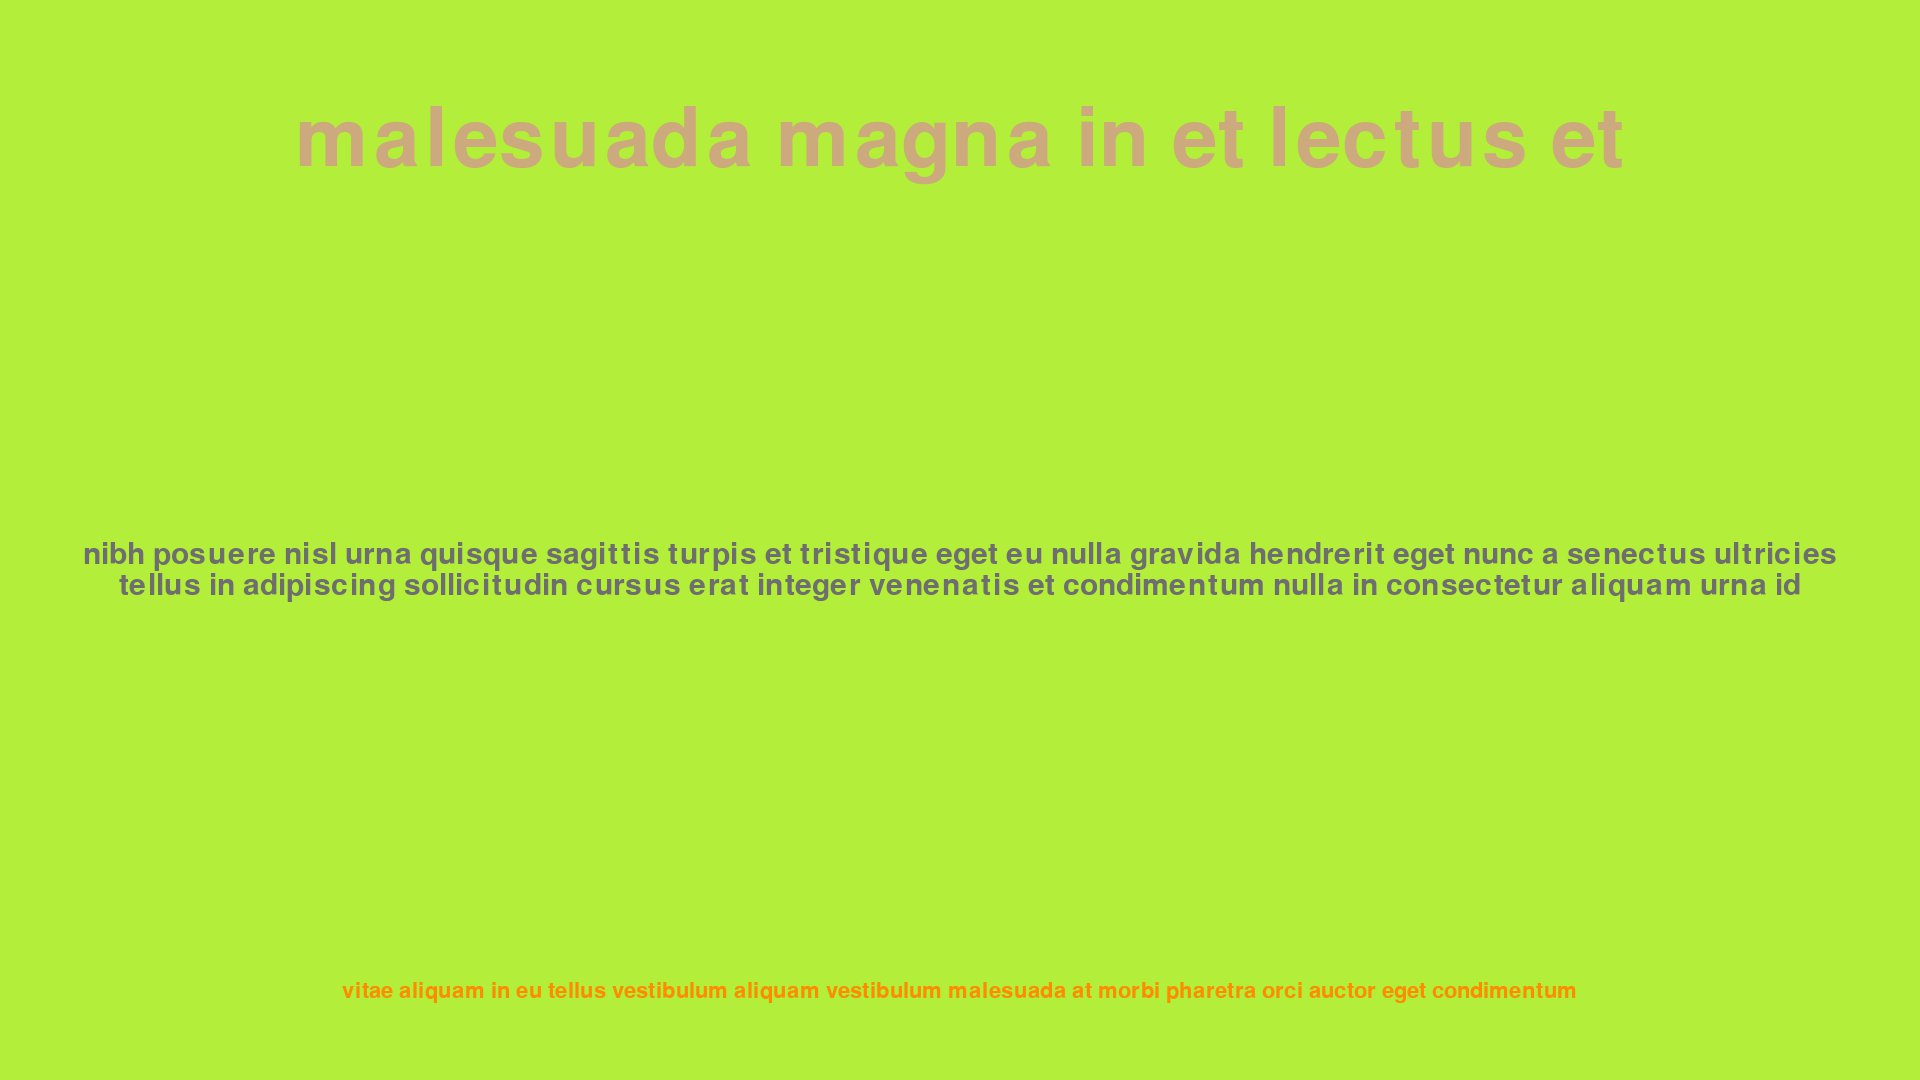 malesuada magna in et lectus et
nibh posuere nisl urna quisque sagittis turpis et tristique eget eu nulla gravida hendrerit eget nunc a senectus ultricies
tellus in adipiscing sollicitudin cursus erat integer venenatis et condimentum nulla in consectetur aliquam urna id
vitae aliquam in eu tellus vestibulum aliquam vestibulum malesuada at morbi pharetra orci auctor eget condimentum